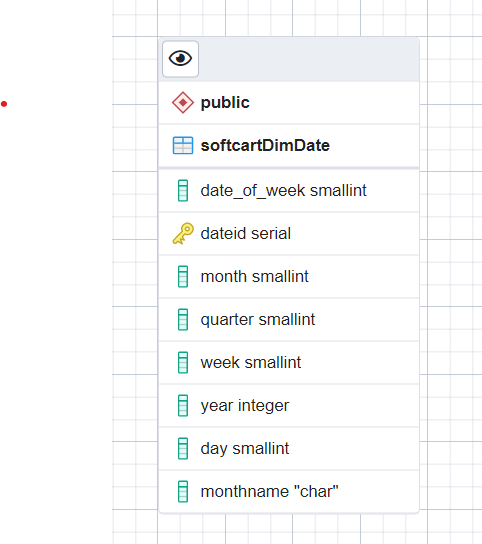 public
softcartDimDate
date_of_week smallint
dateid serial
month smallint
quarter smallint
week smallint
year integer
day smallint
monthname "char"